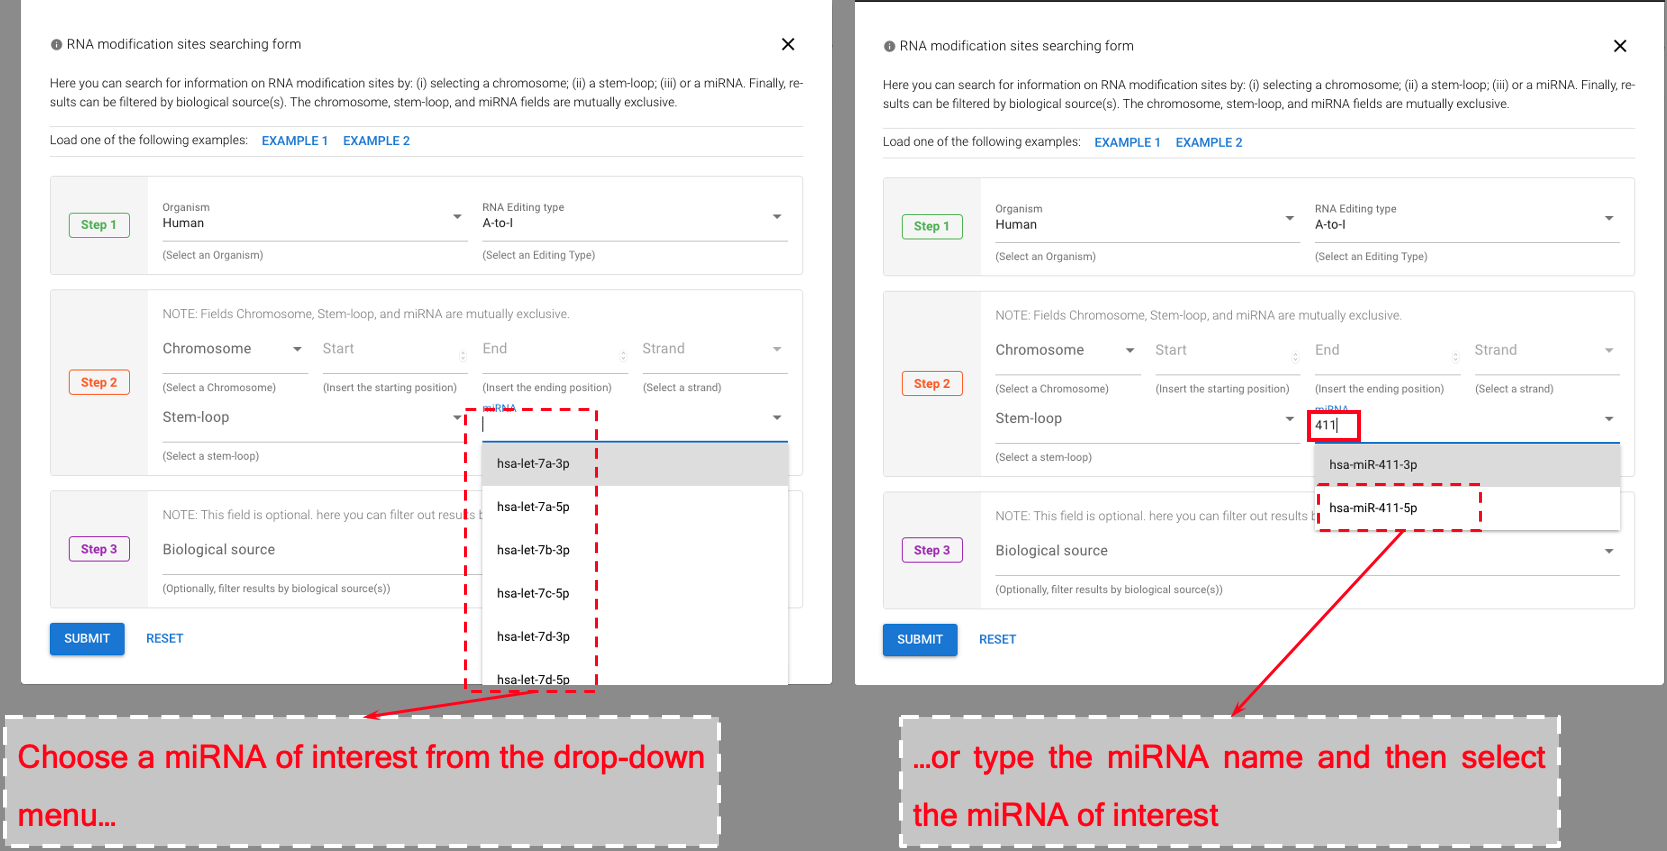 RNA modification sites searching form
Here you can search for information on RNA modification sites by: (i) selecting a chromosome; (ii) a stem-loop; (iii) or a miRNA. Finally, re-
sults can be filtered by biological source(s). The chromosome, stem-loop, and miRNA fields are mutually exclusive.
Load one of the following examples: EXAMPLE 1 EXAMPLE 2
Step 1
Organism
Human
(Select an Organism)
RNA Editing type
A-to-I
(Select an Editing Type)
Step 2
NOTE: Fields Chromosome, Stem-loop, and miRNA are mutually exclusive.
Chromosome Start End Strand
(Select a Chromosome) (Insert the starting position) (Insert the ending position) (Select a strand)
Stem-loop
(Select a stem-loop)
miRNA
hsa-let-7a-3p
hsa-let-7a-5p
hsa-let-7b-3p
hsa-let-7c-5p
hsa-let-7d-3p
hsa-let-7d-5p
Step 3
NOTE: This field is optional. here you can filter out results
Biological source
(Optionally, filter results by biological source(s))
SUBMIT RESET
Choose a miRNA of interest from the drop-down
menu...
RNA modification sites searching form
Here you can search for information on RNA modification sites by: (i) selecting a chromosome; (ii) a stem-loop; (iii) or a miRNA. Finally, re-
sults can be filtered by biological source(s). The chromosome, stem-loop, and miRNA fields are mutually exclusive.
Load one of the following examples: EXAMPLE 1 EXAMPLE 2
Step 1
Organism
Human
(Select an Organism)
RNA Editing type
A-to-I
(Select an Editing Type)
Step 2
NOTE: Fields Chromosome, Stem-loop, and miRNA are mutually exclusive.
Chromosome Start End Strand
(Select a Chromosome) (Insert the starting position) (Insert the ending position) (Select a strand)
Stem-loop
(Select a stem-loop)
miRNA
411
hsa-miR-411-3p
hsa-miR-411-5p
Step 3
NOTE: This field is optional. here you can filter out results
Biological source
(Optionally, filter results by biological source(s))
SUBMIT RESET
...or type the miRNA name and then select
the miRNA of interest